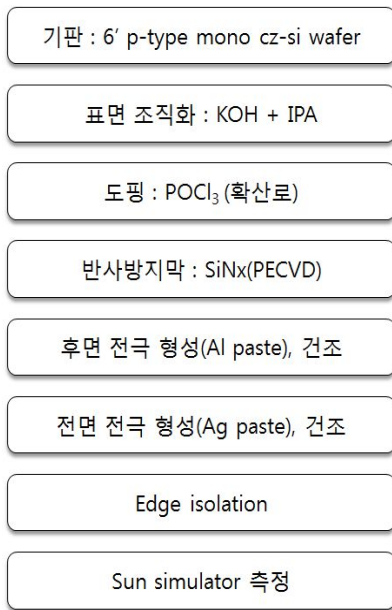 기판 : 6′ p-type mono cz-si wafer
표면 조직화 : KOH + IPA
도핑 : POCl₃ (확산로)
반사방지막 : SiNx(PECVD)
후면 전극 형성(Al paste), 건조
전면 전극 형성(Ag paste), 건조
Edge isolation
Sun simulator 측정